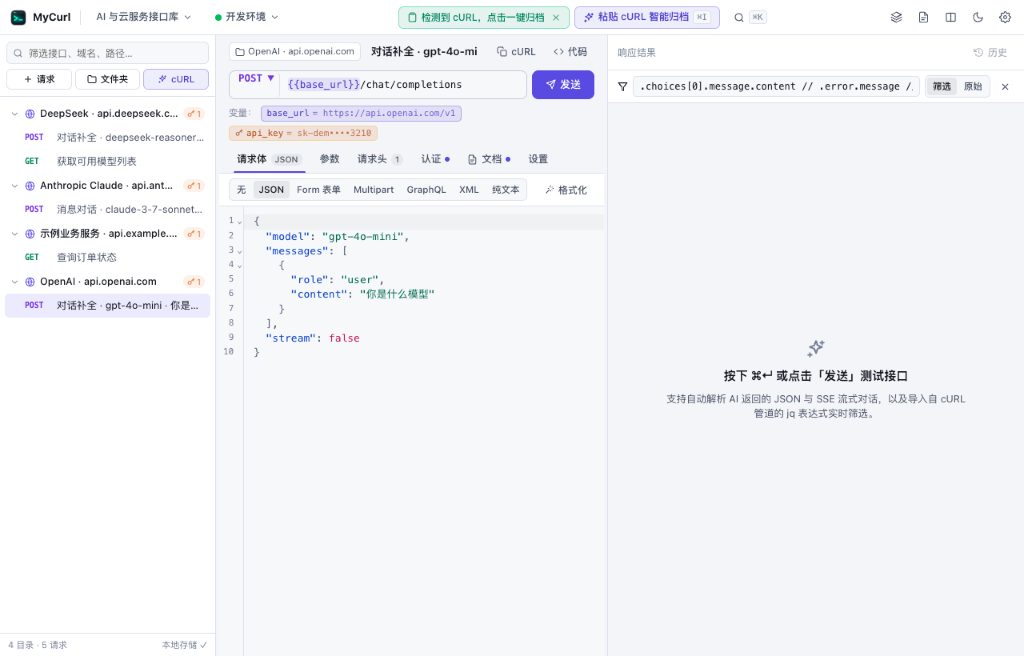 MyCurl
AI 与云服务接口库
开发环境
检测到 cURL，点击一键归档 ×
粘贴 cURL 智能归档 ⌘I
⌘K
筛选接口、域名、路径...
+ 请求
文件夹
cURL
DeepSeek · api.deepseek.c... 1
POST 对话补全 · deepseek-reasoner...
GET 获取可用模型列表
Anthropic Claude · api.ant... 1
POST 消息对话 · claude-3-7-sonnet...
示例业务服务 · api.example.... 1
GET 查询订单状态
OpenAI · api.openai.com 1
POST 对话补全 · gpt-4o-mini · 你是...
4 目录 · 5 请求
本地存储 ✓
OpenAI · api.openai.com
对话补全 · gpt-4o-mi
cURL
<> 代码
POST ▼
{{base_url}}/chat/completions
发送
变量:
base_url = https://api.openai.com/v1
api_key = sk-dem••••3210
请求体 JSON
参数
请求头 1
认证
文档
设置
无
JSON
Form 表单
Multipart
GraphQL
XML
纯文本
格式化
1 {
2 "model": "gpt-4o-mini",
3 "messages": [
4 {
5 "role": "user",
6 "content": "你是什么模型"
7 }
8 ],
9 "stream": false
10 }
响应结果
历史
.choices[0].message.content // .error.message /
筛选
原始
×
按下 ⌘↵ 或点击「发送」测试接口
支持自动解析 AI 返回的 JSON 与 SSE 流式对话，以及导入自 cURL
管道的 jq 表达式实时筛选。